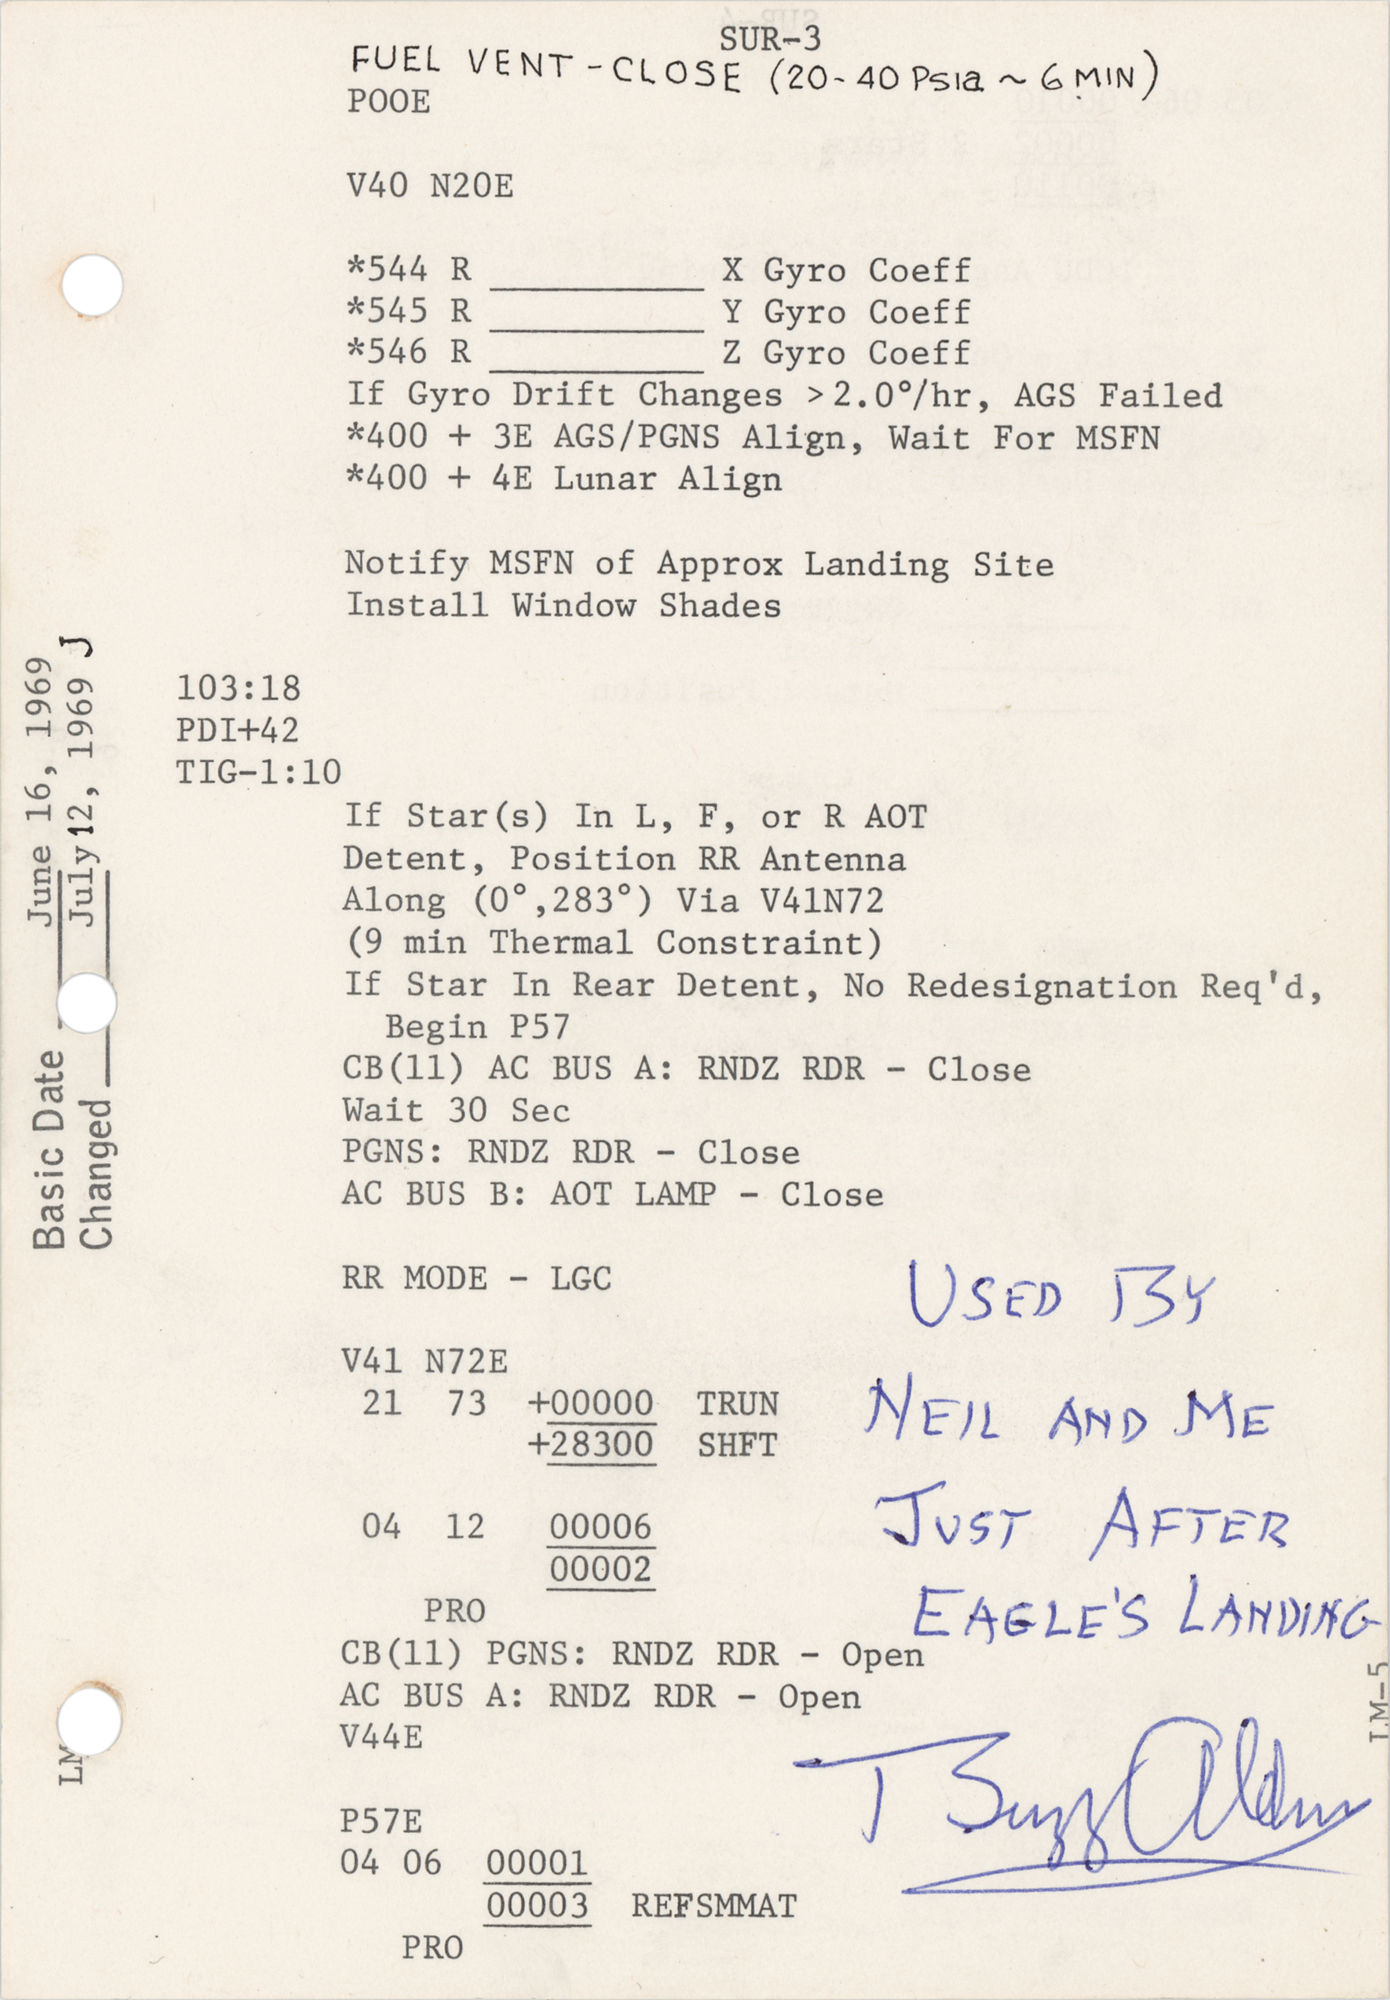 SUR-3
FUEL VENT - CLOSE (20-40 Psia ~ 6 MIN)
POOE
V40 N20E
*544 R __________ X Gyro Coeff
*545 R __________ Y Gyro Coeff
*546 R __________ Z Gyro Coeff
If Gyro Drift Changes >2.0°/hr, AGS Failed
*400 + 3E AGS/PGNS Align, Wait For MSFN
*400 + 4E Lunar Align
Notify MSFN of Approx Landing Site
Install Window Shades
103:18
PDI+42
TIG-1:10
If Star(s) In L, F, or R AOT
Detent, Position RR Antenna
Along (0°,283°) Via V41N72
(9 min Thermal Constraint)
If Star In Rear Detent, No Redesignation Req'd,
Begin P57
CB(11) AC BUS A: RNDZ RDR - Close
Wait 30 Sec
PGNS: RNDZ RDR - Close
AC BUS B: AOT LAMP - Close
RR MODE - LGC
V41 N72E
21 73 +00000 TRUN
+28300 SHFT
04 12 00006
00002
PRO
CB(11) PGNS: RNDZ RDR - Open
AC BUS A: RNDZ RDR - Open
V44E
P57E
04 06 00001
00003 REFSMMAT
PRO
USED BY
NEIL AND ME
JUST AFTER
EAGLE'S LANDING
Buzz Aldrin
Basic Date June 16, 1969
Changed July 12, 1969 J
LM